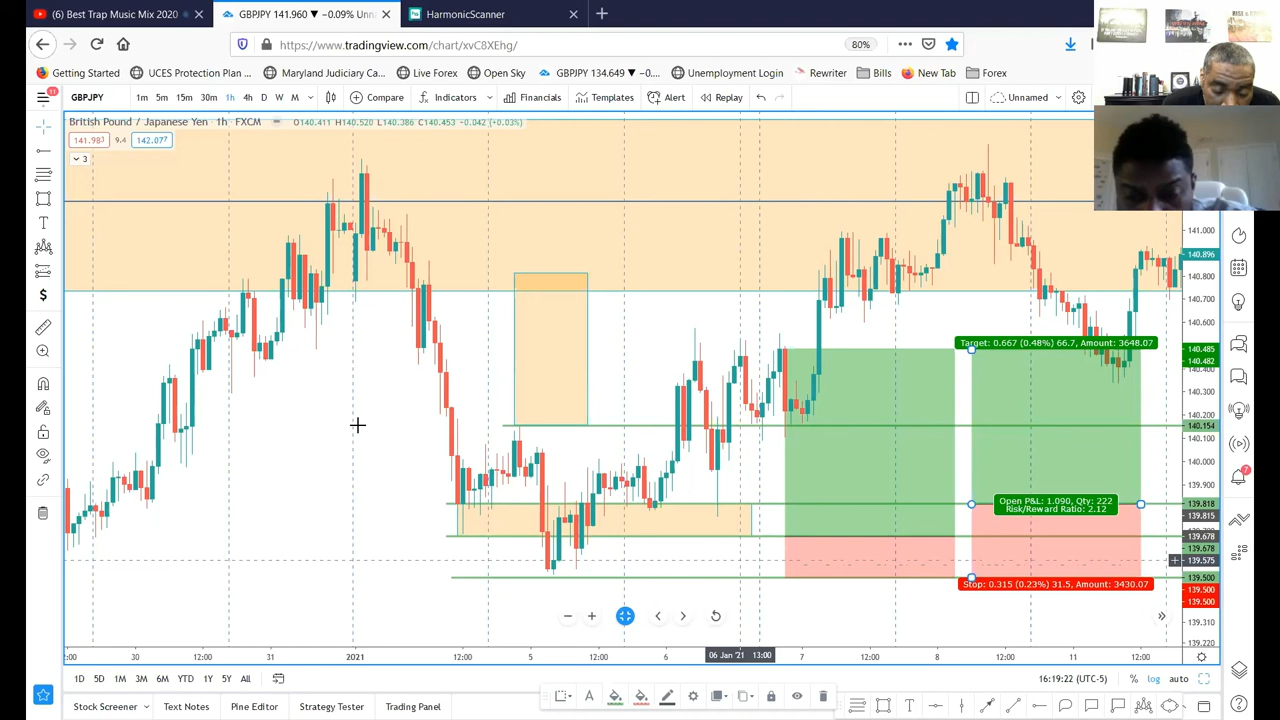 (6) Best Trap Music Mix 2020
GBPJPY 141.960 ▼ −0.09% Unna
HarmonicScanner
https://www.tradingview.com/chart/xvC8XEhg/
80%
Getting Started
UCES Protection Plan ...
Maryland Judiciary Ca...
Live Forex
Open Sky
GBPJPY 134.649 ▼ −0....
Unemployment Login
Rewriter
Bills
New Tab
Forex
11
GBPJPY
1m 5m 15m 30m 1h 4h D W M
Compare
Indicators
Financials
Templates
Alert
Replay
Unnamed
British Pound / Japanese Yen · 1h · FXCM
O140.411 H140.520 L140.386 C140.453 −0.042 (+0.03%)
141.983 9.4 142.077
3
141.000
140.896
140.800
140.700
140.600
Target: 0.667 (0.48%) 66.7, Amount: 3648.07
140.485
140.482
140.400
140.300
140.200
140.154
140.100
140.000
139.900
Open P&L: 1.090, Qty: 222
Risk/Reward Ratio: 2.12
139.818
139.815
139.678
139.678
139.575
139.500
Stop: 0.315 (0.23%) 31.5, Amount: 3430.07
139.500
139.500
139.310
139.220
7
:00 30 12:00 31 2021 12:00 5 12:00 6 06 Jan '21 13:00 7 12:00 8 12:00 11 12:00
1D 5D 1M 3M 6M YTD 1Y 5Y All
16:19:22 (UTC-5)
% log auto
Stock Screener
Text Notes
Pine Editor
Strategy Tester
Trading Panel